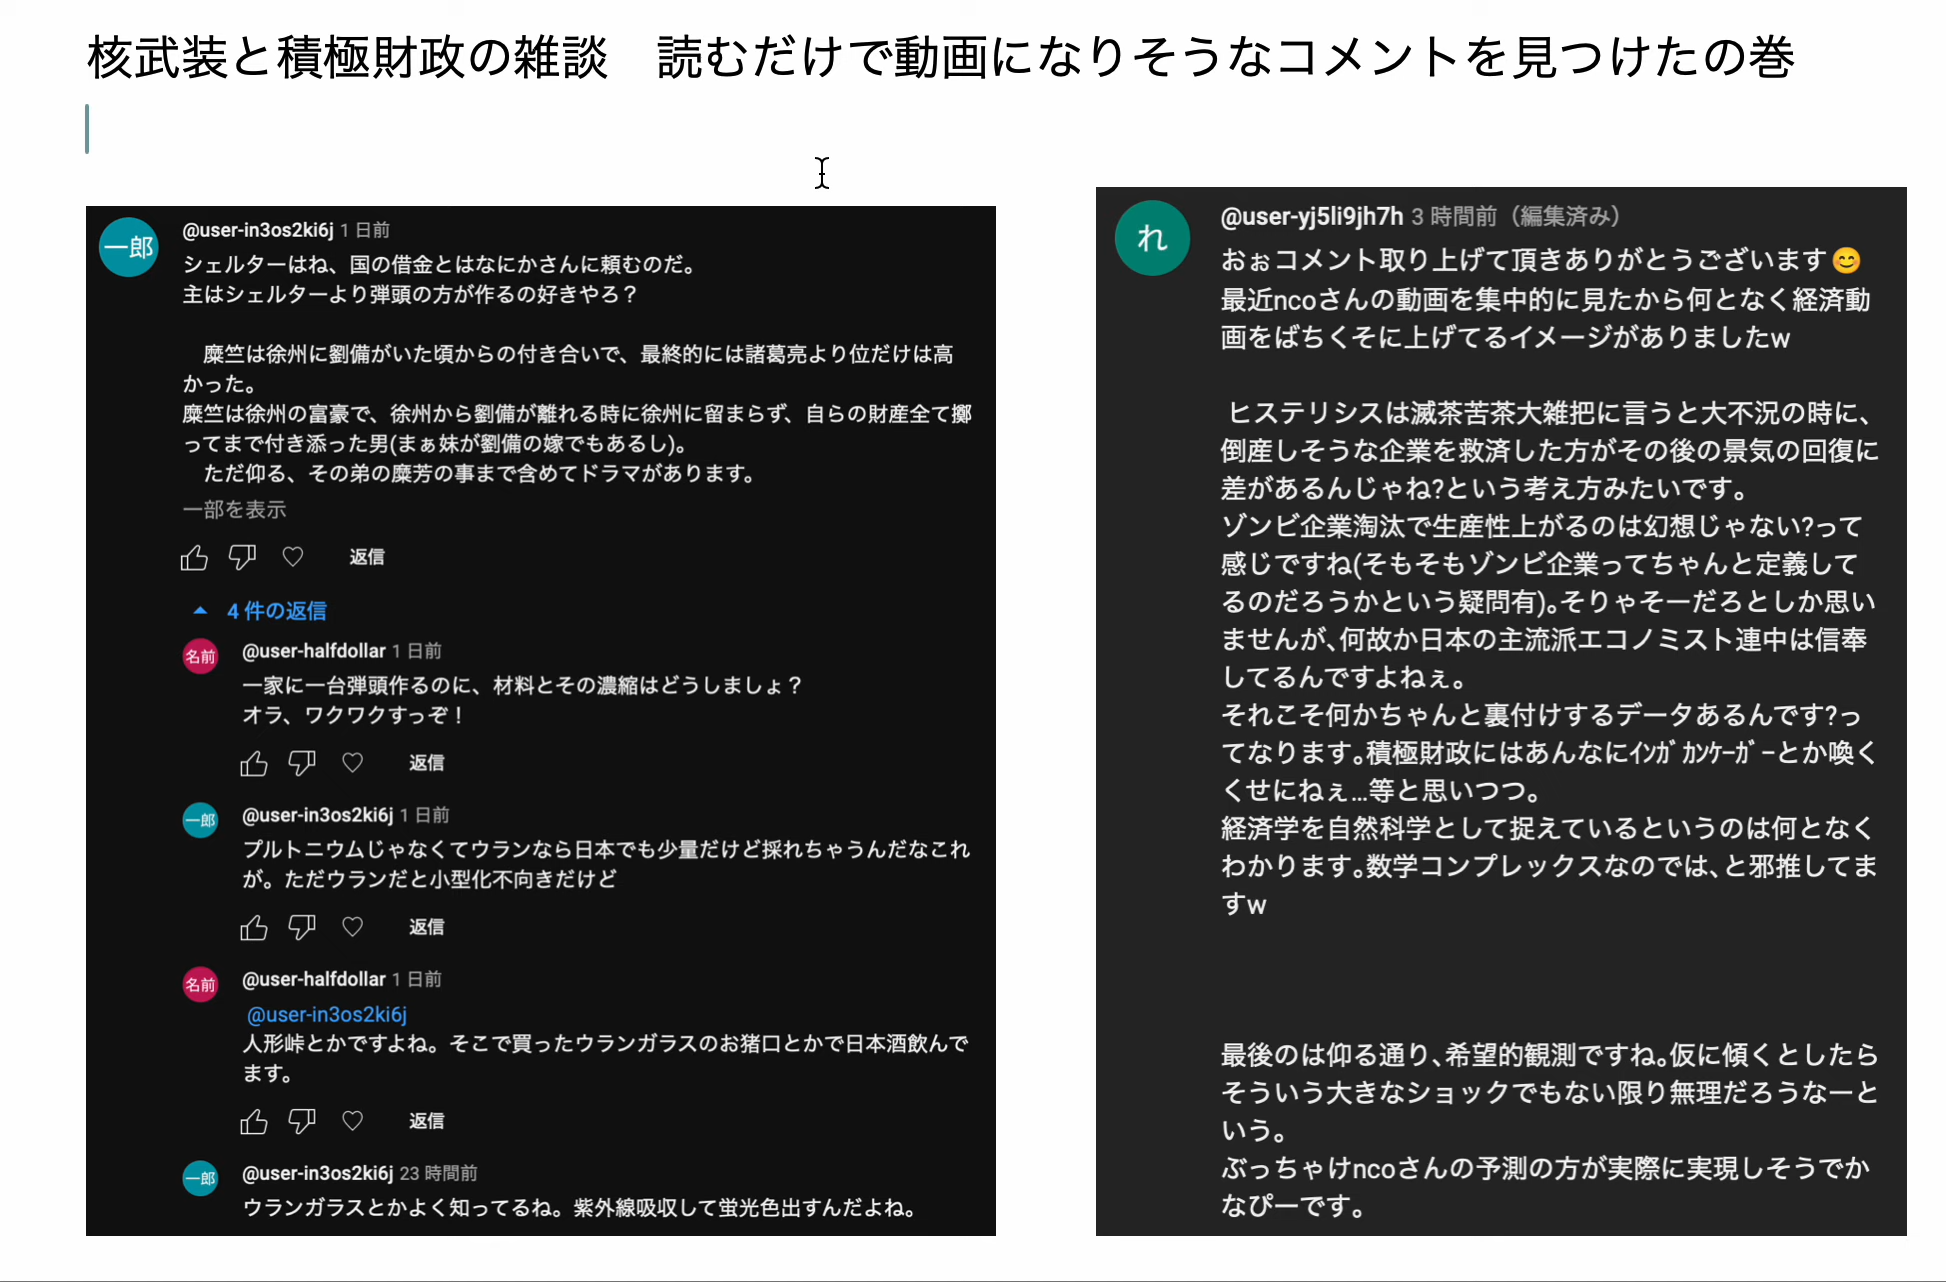 核武装と積極財政の雑談　読むだけで動画になりそうなコメントを見つけたの巻
一郎
@user-in3os2ki6j 1 日前
シェルターはね、国の借金とはなにかさんに頼むのだ。
主はシェルターより弾頭の方が作るの好きやろ？
糜竺は徐州に劉備がいた頃からの付き合いで、最終的には諸葛亮より位だけは高
かった。
糜竺は徐州の富豪で、徐州から劉備が離れる時に徐州に留まらず、自らの財産全て擲
ってまで付き添った男(まぁ妹が劉備の嫁でもあるし)。
ただ仰る、その弟の糜芳の事まで含めてドラマがあります。
一部を表示
返信
4 件の返信
名前
@user-halfdollar 1 日前
一家に一台弾頭作るのに、材料とその濃縮はどうしましょ？
オラ、ワクワクすっぞ！
返信
一郎
@user-in3os2ki6j 1 日前
プルトニウムじゃなくてウランなら日本でも少量だけど採れちゃうんだなこれ
が。ただウランだと小型化不向きだけど
返信
名前
@user-halfdollar 1 日前
@user-in3os2ki6j
人形峠とかですよね。そこで買ったウランガラスのお猪口とかで日本酒飲んで
ます。
返信
一郎
@user-in3os2ki6j 23 時間前
ウランガラスとかよく知ってるね。紫外線吸収して蛍光色出すんだよね。
れ
@user-yj5li9jh7h 3 時間前（編集済み）
おぉコメント取り上げて頂きありがとうございます😊
最近ncoさんの動画を集中的に見たから何となく経済動
画をばちくそに上げてるイメージがありましたw
ヒステリシスは滅茶苦茶大雑把に言うと大不況の時に、
倒産しそうな企業を救済した方がその後の景気の回復に
差があるんじゃね?という考え方みたいです。
ゾンビ企業淘汰で生産性上がるのは幻想じゃない?って
感じですね(そもそもゾンビ企業ってちゃんと定義して
るのだろうかという疑問有)｡そりゃそーだろとしか思い
ませんが､何故か日本の主流派エコノミスト連中は信奉
してるんですよねぇ。
それこそ何かちゃんと裏付けするデータあるんです?っ
てなります｡積極財政にはあんなにｲﾝｶﾞｶﾝｹｰｶﾞｰとか喚く
くせにねぇ…等と思いつつ。
経済学を自然科学として捉えているというのは何となく
わかります｡数学コンプレックスなのでは､と邪推してま
すw
最後のは仰る通り､希望的観測ですね｡仮に傾くとしたら
そういう大きなショックでもない限り無理だろうなーと
いう。
ぶっちゃけncoさんの予測の方が実際に実現しそうでか
なぴーです。